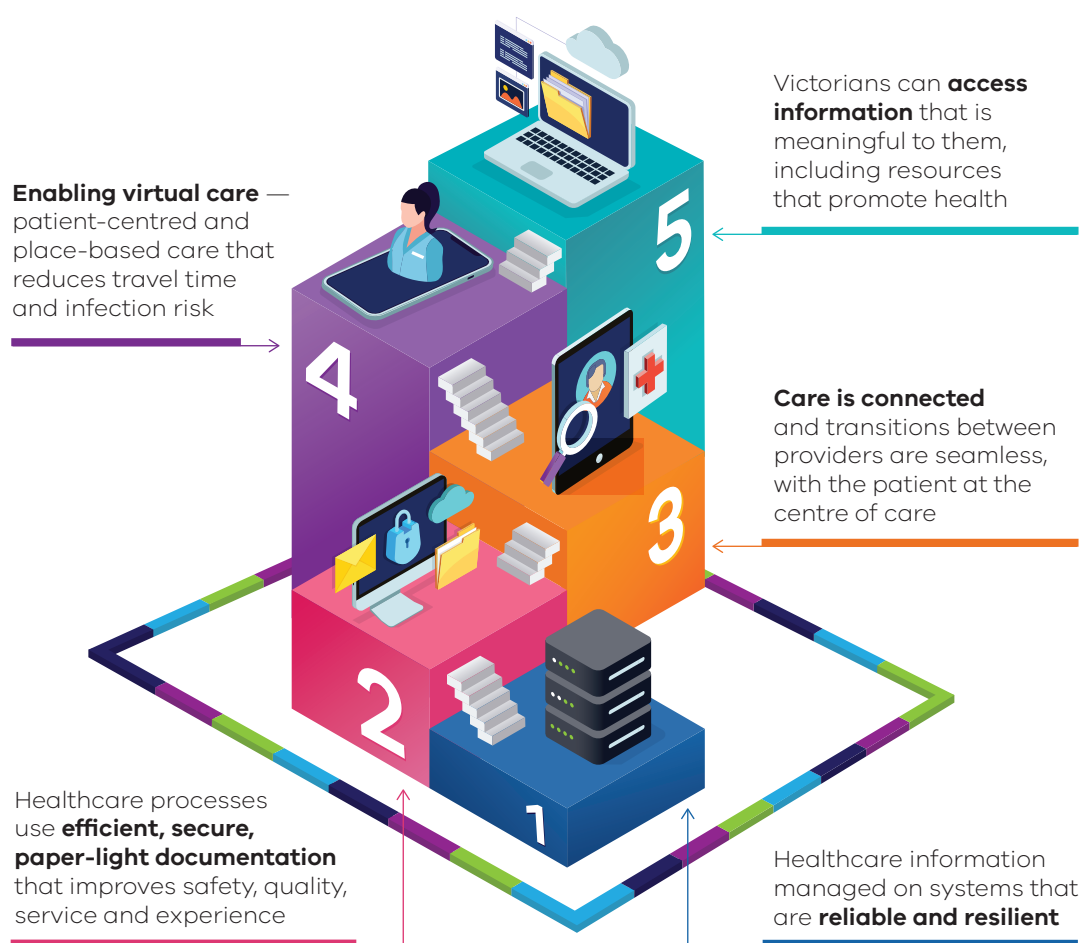 Victorians can access
information that is
meaningful to them,
including resources
that promote health
5
Enabling virtual care —
patient-centred and
place-based care that
reduces travel time
and infection risk
4
Care is connected
and transitions between
providers are seamless,
with the patient at the
centre of care
3
2
1
Healthcare processes
use efficient, secure,
paper-light documentation
that improves safety, quality,
service and experience
Healthcare information
managed on systems that
are reliable and resilient